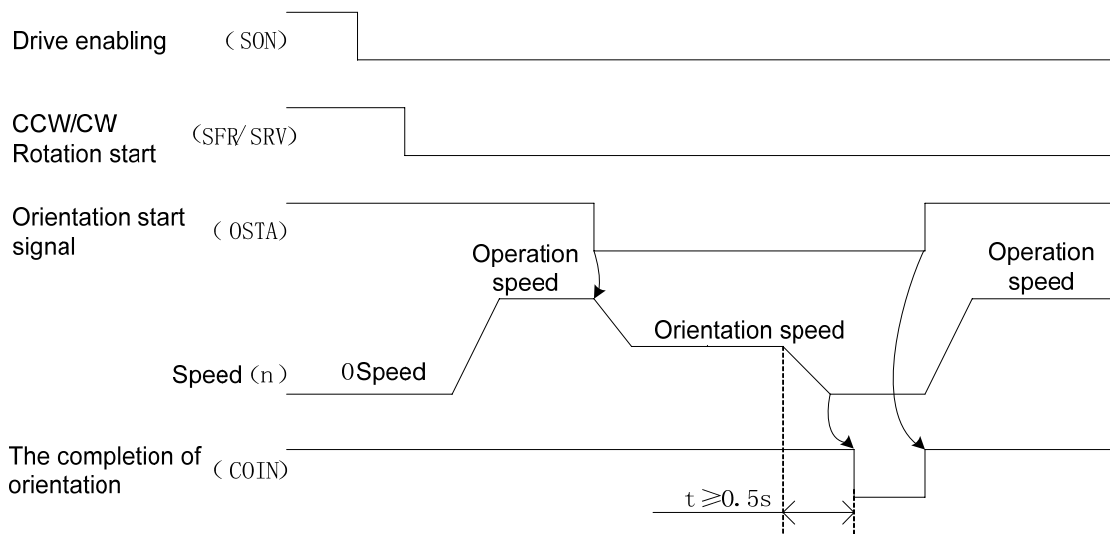 Drive enabling (SON)
CCW/CW
Rotation start (SFR/SRV)
Orientation start
signal (OSTA)
Operation
speed
Operation
speed
Orientation speed
Speed (n) 0Speed
The completion of
orientation (COIN)
t≥0.5s